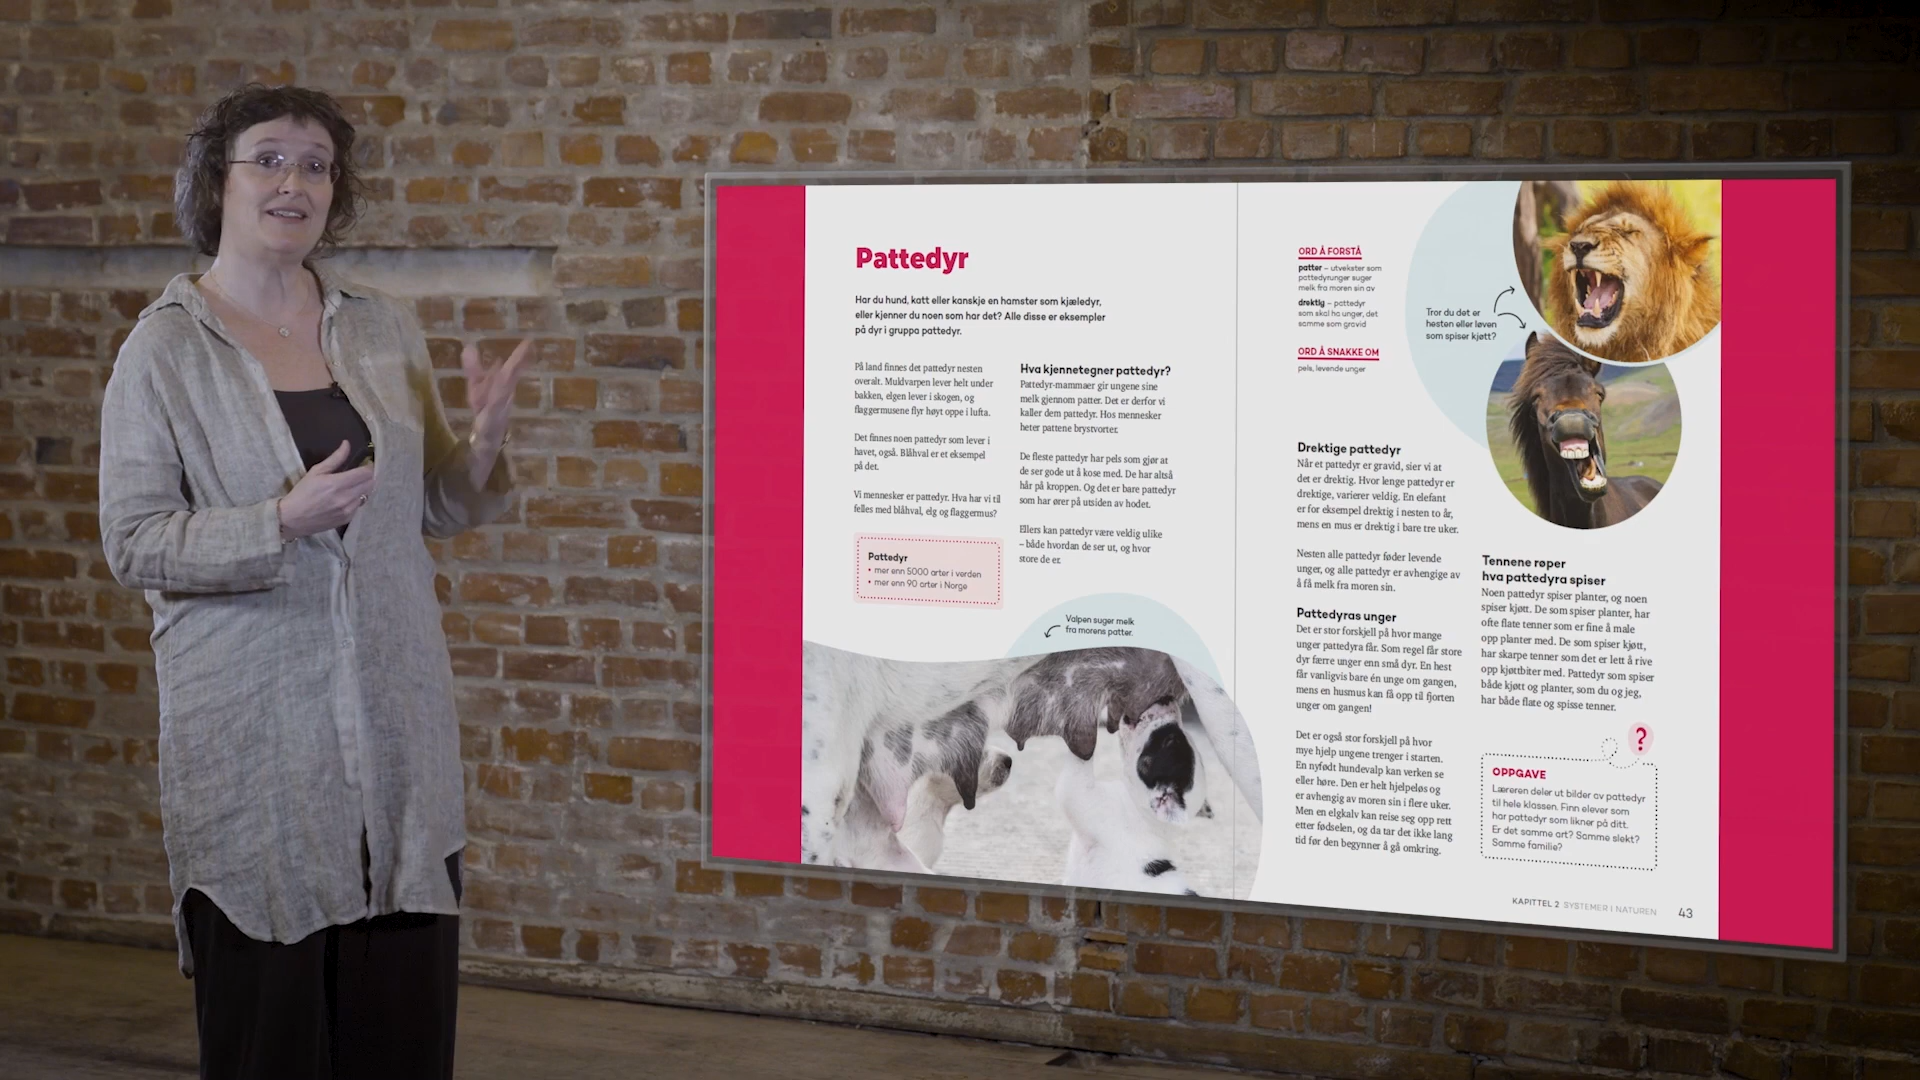 Pattedyr
Har du hund, katt eller kanskje en hamster som kjæledyr,
eller kjenner du noen som har det? Alle disse er eksempler
på dyr i gruppa pattedyr.
På land finnes det pattedyr nesten
overalt. Muldvarpen lever helt under
bakken, elgen lever i skogen, og
flaggermusene flyr høyt oppe i lufta.
Det finnes noen pattedyr som lever i
havet, også. Blåhval er et eksempel
på det.
Vi mennesker er pattedyr. Hva har vi til
felles med blåhval, elg og flaggermus?
Pattedyr
• mer enn 5000 arter i verden
• mer enn 90 arter i Norge
Hva kjennetegner pattedyr?
Pattedyr-mammaer gir ungene sine
melk gjennom patter. Det er derfor vi
kaller dem pattedyr. Hos mennesker
heter pattene brystvorter.
De fleste pattedyr har pels som gjør at
de ser gode ut å kose med. De har altså
hår på kroppen. Og det er bare pattedyr
som har ører på utsiden av hodet.
Ellers kan pattedyr være veldig ulike
– både hvordan de ser ut, og hvor
store de er.
Valpen suger melk
fra morens patter.
ORD Å FORSTÅ
patter – utvekster som
pattedyrunger suger
melk fra moren sin av
drektig – pattedyr
som skal ha unger, det
samme som gravid
ORD Å SNAKKE OM
pels, levende unger
Tror du det er
hesten eller løven
som spiser kjøtt?
Drektige pattedyr
Når et pattedyr er gravid, sier vi at
det er drektig. Hvor lenge pattedyr er
drektige, varierer veldig. En elefant
er for eksempel drektig i nesten to år,
mens en mus er drektig i bare tre uker.
Nesten alle pattedyr føder levende
unger, og alle pattedyr er avhengige av
å få melk fra moren sin.
Pattedyras unger
Det er stor forskjell på hvor mange
unger pattedyra får. Som regel får store
dyr færre unger enn små dyr. En hest
får vanligvis bare én unge om gangen,
mens en husmus kan få opp til fjorten
unger om gangen!
Det er også stor forskjell på hvor
mye hjelp ungene trenger i starten.
En nyfødt hundevalp kan verken se
eller høre. Den er helt hjelpeløs og
er avhengig av moren sin i flere uker.
Men en elgkalv kan reise seg opp rett
etter fødselen, og da tar det ikke lang
tid før den begynner å gå omkring.
Tennene røper
hva pattedyra spiser
Noen pattedyr spiser planter, og noen
spiser kjøtt. De som spiser planter, har
ofte flate tenner som er fine å male
opp planter med. De som spiser kjøtt,
har skarpe tenner som det er lett å rive
opp kjøttbiter med. Pattedyr som spiser
både kjøtt og planter, som du og jeg,
har både flate og spisse tenner.
?
OPPGAVE
Læreren deler ut bilder av pattedyr
til hele klassen. Finn elever som
har pattedyr som likner på ditt.
Er det samme art? Samme slekt?
Samme familie?
KAPITTEL 2 SYSTEMER I NATUREN 43